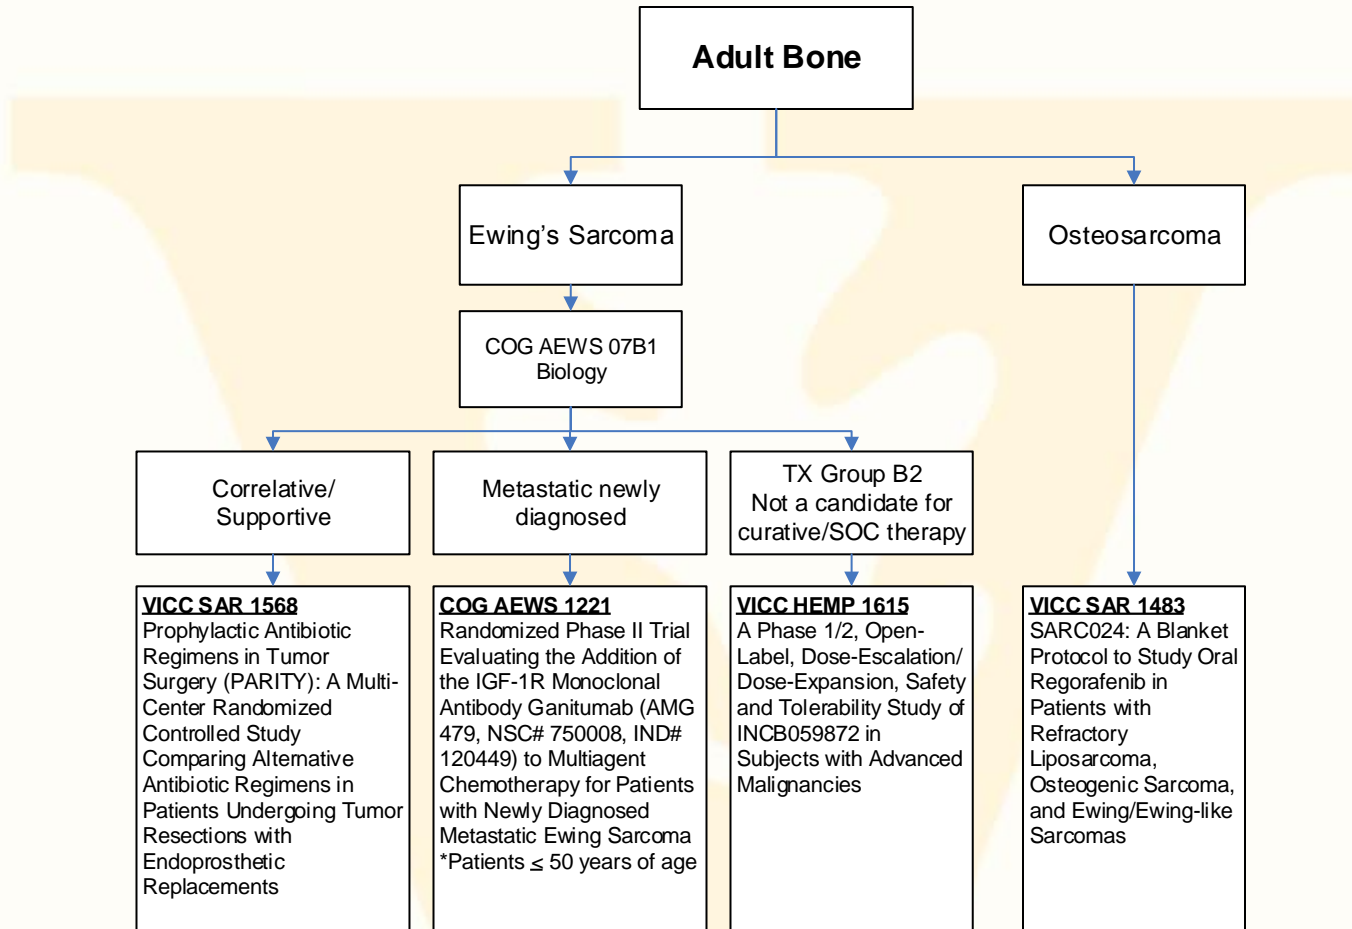 Adult Bone
Ewing’s Sarcoma
Osteosarcoma
COG AEWS 07B1
Biology
Correlative/
Supportive
Metastatic newly
diagnosed
TX Group B2
Not a candidate for
curative/SOC therapy
VICC SAR 1568
Prophylactic Antibiotic
Regimens in Tumor
Surgery (PARITY): A Multi-
Center Randomized
Controlled Study
Comparing Alternative
Antibiotic Regimens in
Patients Undergoing Tumor
Resections with
Endoprosthetic
Replacements
COG AEWS 1221
Randomized Phase II Trial
Evaluating the Addition of
the IGF-1R Monoclonal
Antibody Ganitumab (AMG
479, NSC# 750008, IND#
120449) to Multiagent
Chemotherapy for Patients
with Newly Diagnosed
Metastatic Ewing Sarcoma
*Patients ≤ 50 years of age
VICC HEMP 1615
A Phase 1/2, Open-
Label, Dose-Escalation/
Dose-Expansion, Safety
and Tolerability Study of
INCB059872 in
Subjects with Advanced
Malignancies
VICC SAR 1483
SARC024: A Blanket
Protocol to Study Oral
Regorafenib in
Patients with
Refractory
Liposarcoma,
Osteogenic Sarcoma,
and Ewing/Ewing-like
Sarcomas